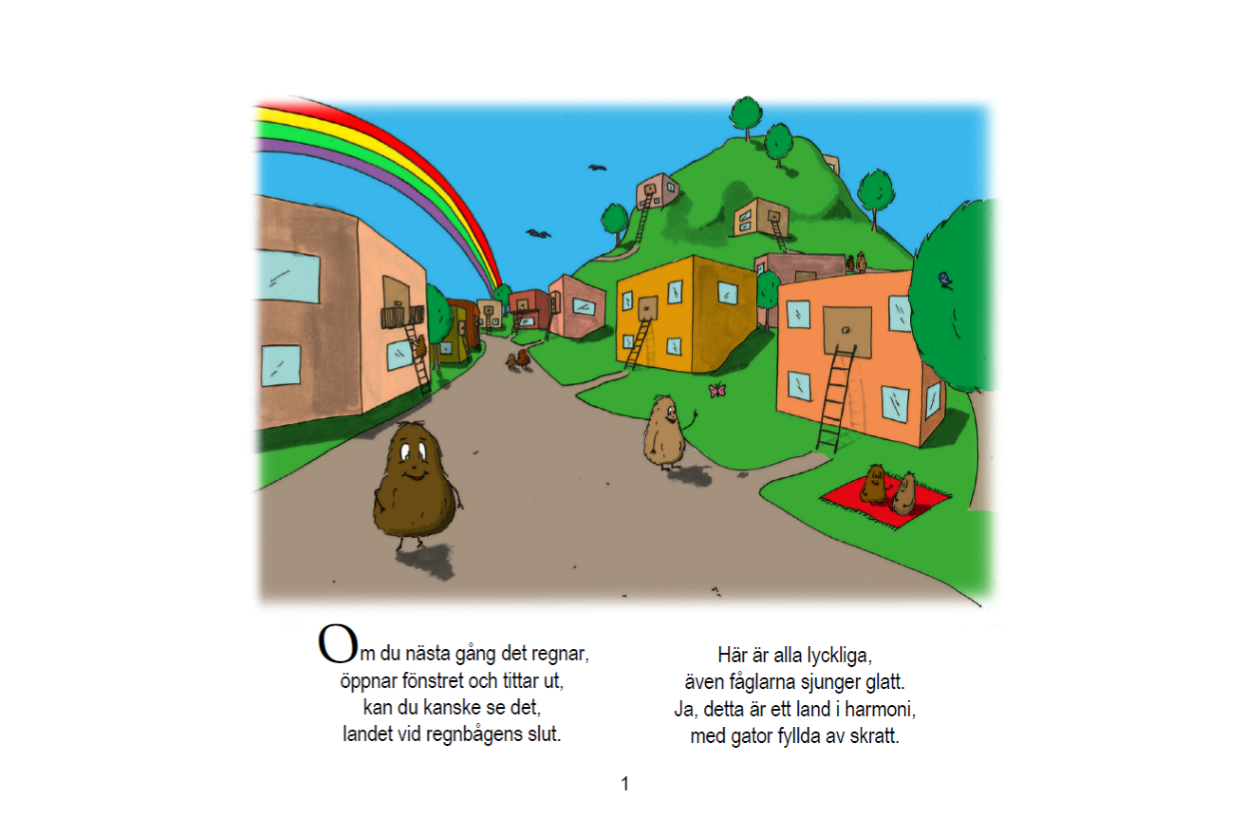 Om du nästa gång det regnar,
öppnar fönstret och tittar ut,
kan du kanske se det,
landet vid regnbågens slut.
Här är alla lyckliga,
även fåglarna sjunger glatt.
Ja, detta är ett land i harmoni,
med gator fyllda av skratt.
1